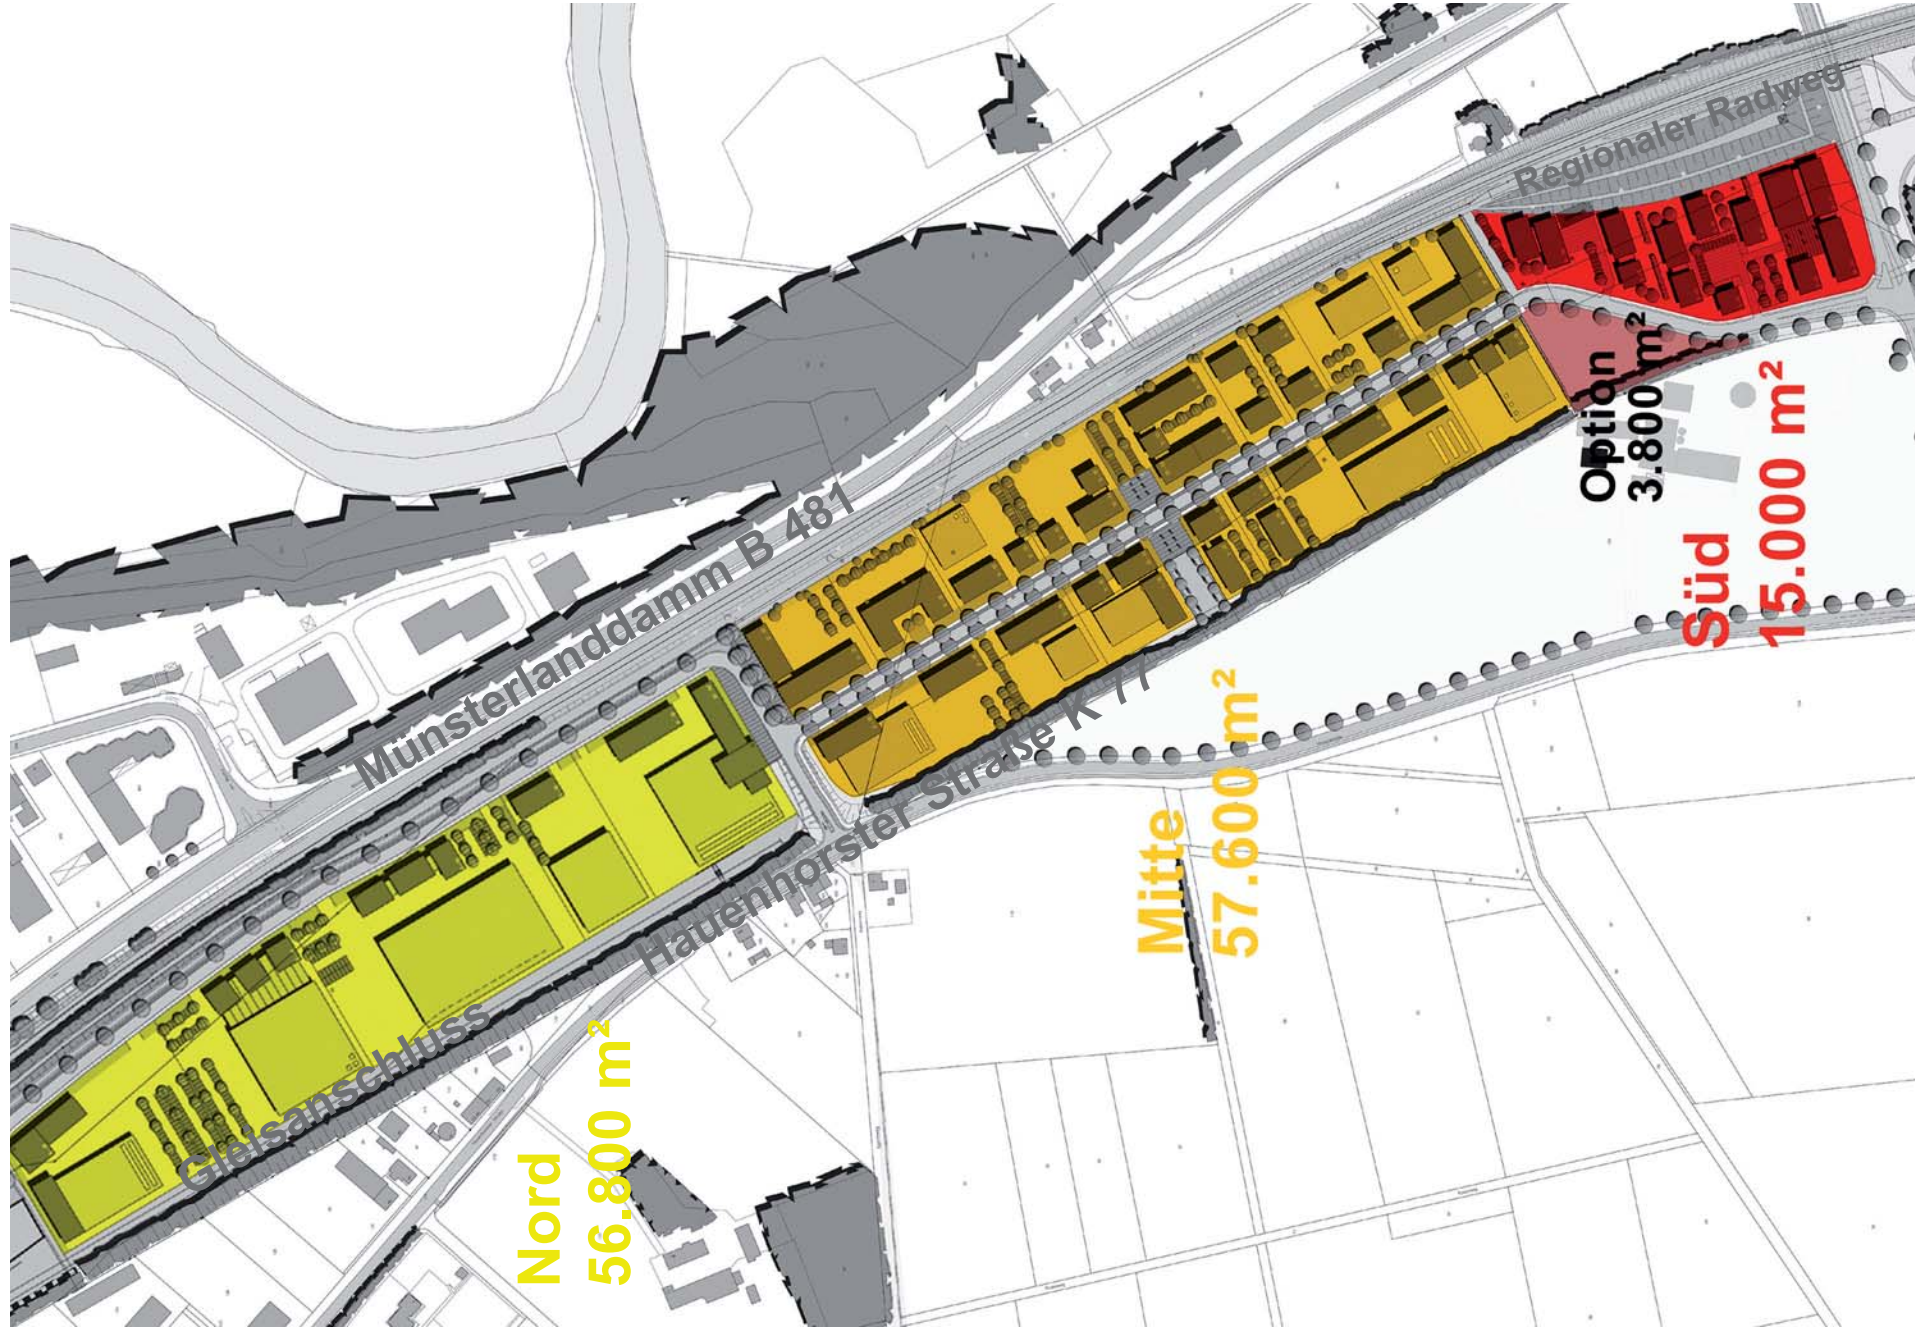 Regionaler Radweg
Münsterlanddamm B 481
Option
3.800 m²
Süd
15.000 m²
Hauenhorster Straße K 77
Mitte
57.600 m²
Gleisanschluss
Nord
56.800 m²